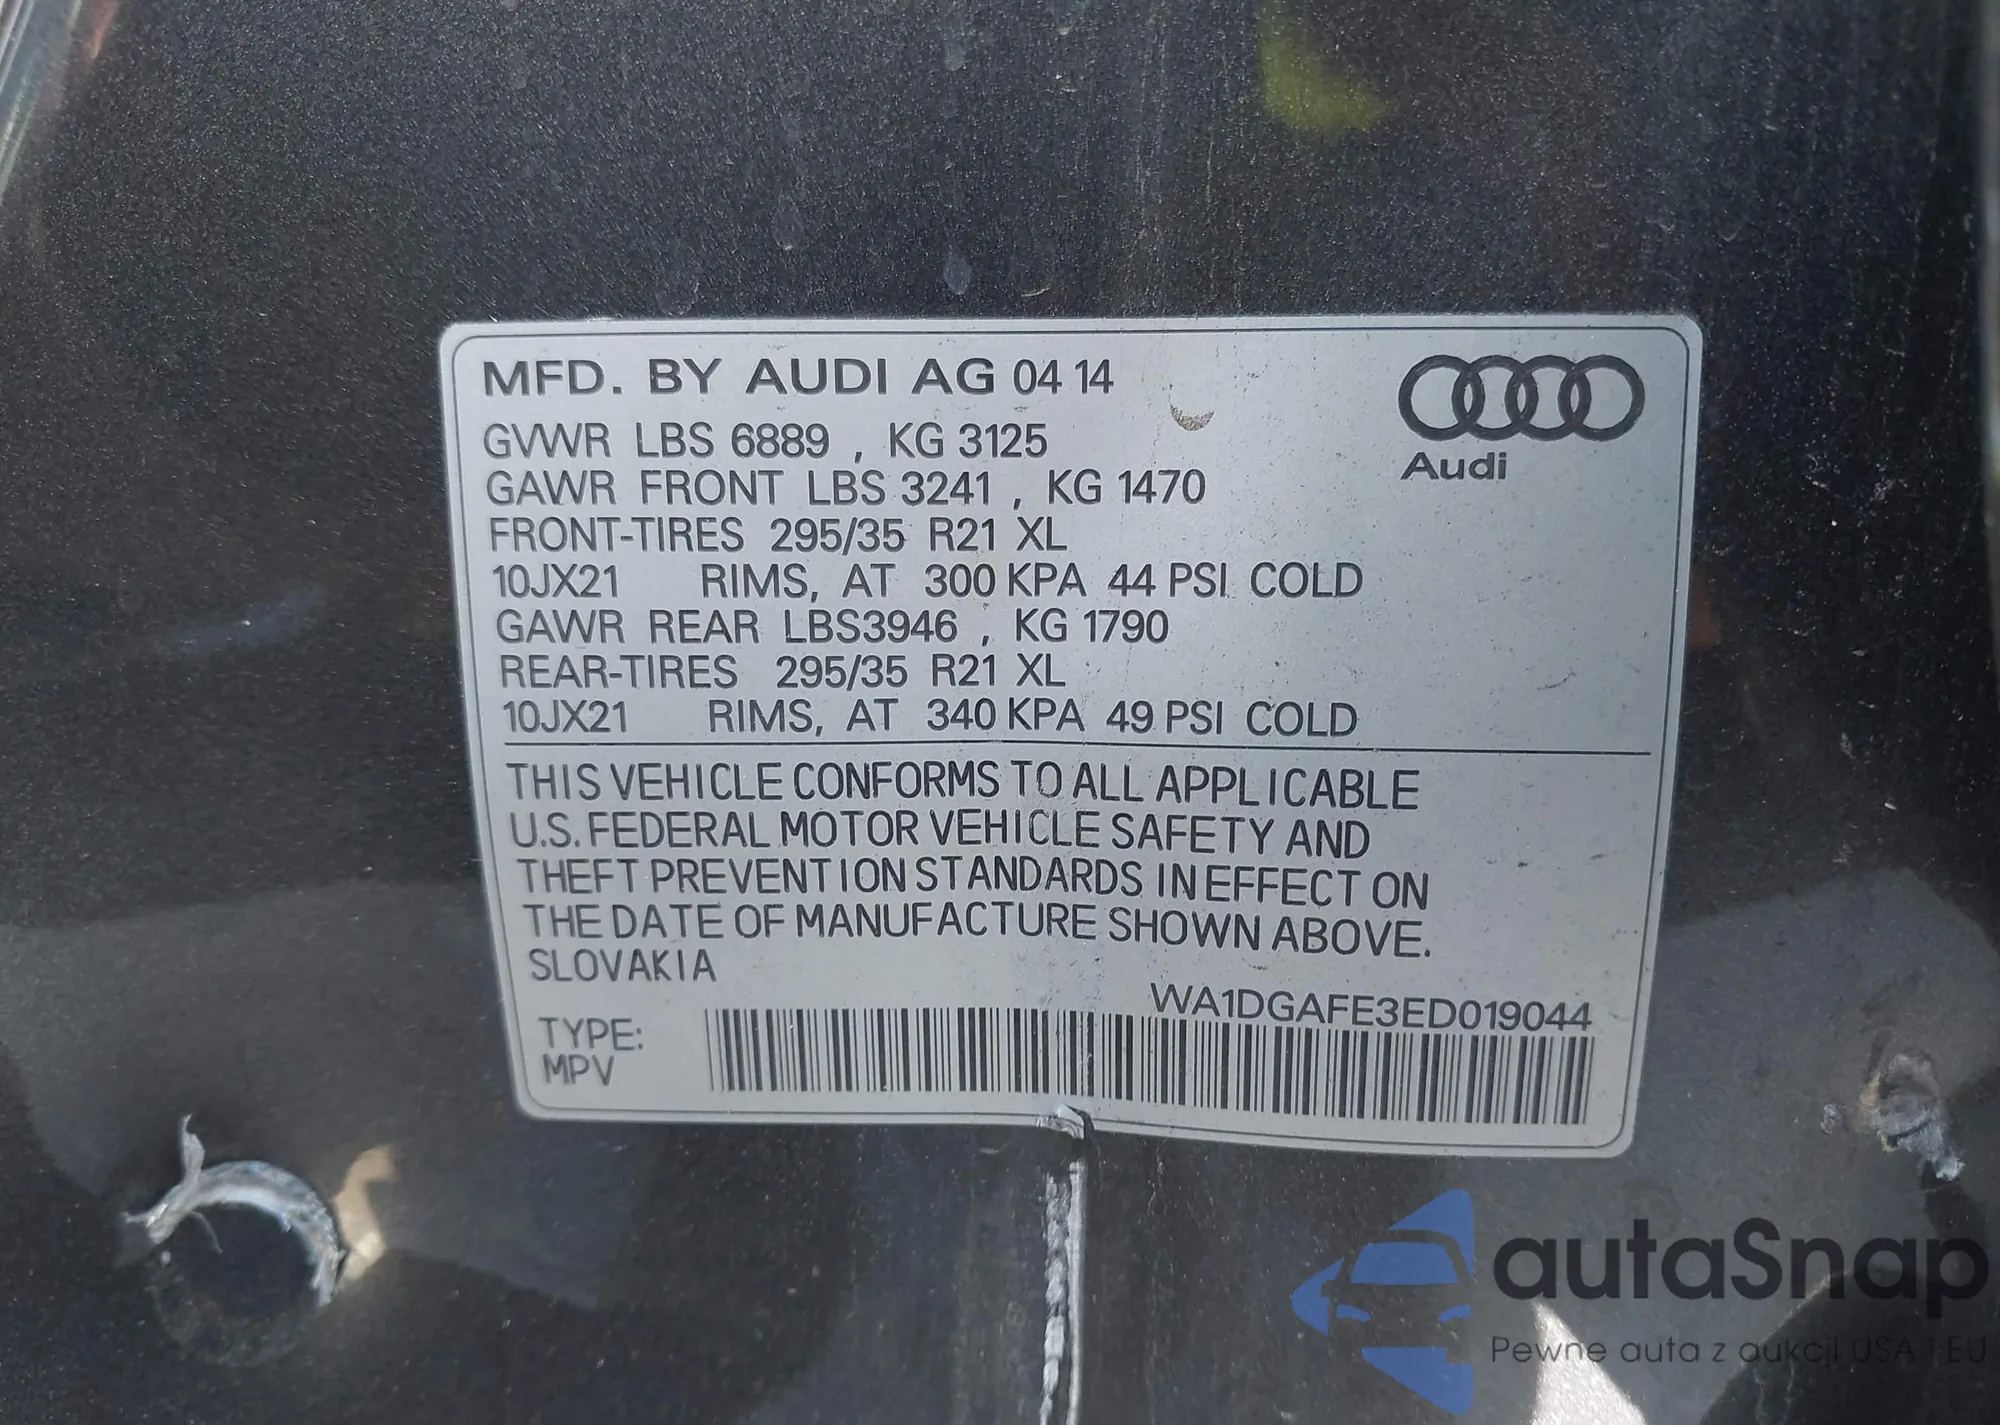 MFD. BY AUDI AG 04 14
GVWR LBS 6889 , KG 3125
GAWR FRONT LBS 3241 , KG 1470
FRONT-TIRES 295/35 R21 XL
10JX21 RIMS, AT 300 KPA 44 PSI COLD
GAWR REAR LBS3946 , KG 1790
REAR-TIRES 295/35 R21 XL
10JX21 RIMS, AT 340 KPA 49 PSI COLD
Audi
THIS VEHICLE CONFORMS TO ALL APPLICABLE
U.S. FEDERAL MOTOR VEHICLE SAFETY AND
THEFT PREVENTION STANDARDS IN EFFECT ON
THE DATE OF MANUFACTURE SHOWN ABOVE.
SLOVAKIA
WA1DGAFE3ED019044
TYPE:
MPV
autaSnap
Pewne auta z aukcji USA i EU